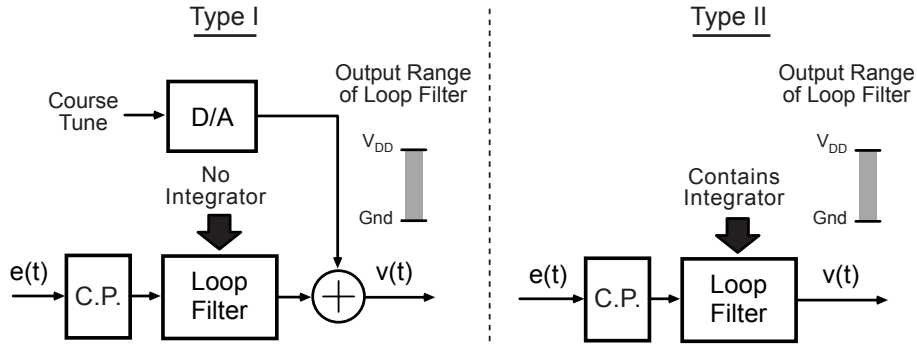 Type I
Output Range
of Loop Filter
Course
Tune
D/A
V_DD
No
Integrator
Gnd
e(t)
C.P.
Loop
Filter
+
v(t)
Type II
Output Range
of Loop Filter
V_DD
Contains
Integrator
Gnd
e(t)
C.P.
Loop
Filter
v(t)